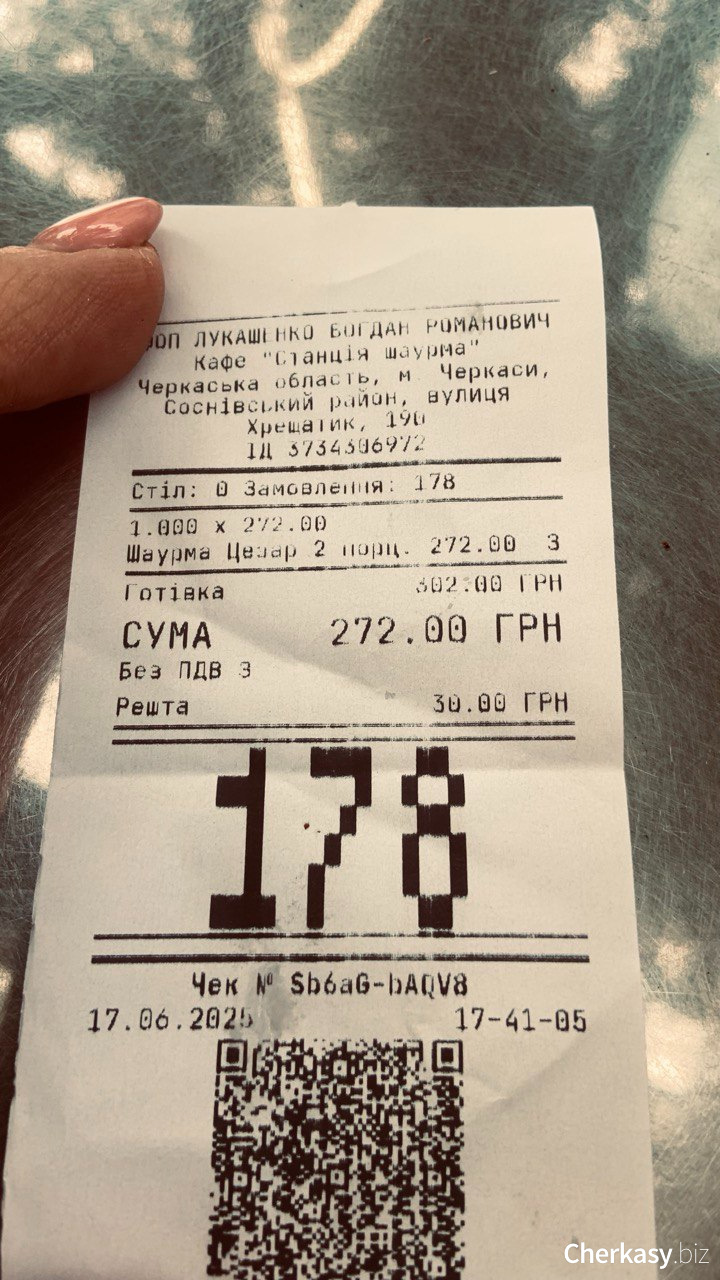 ФОП ЛУКАШЕНКО БОГДАН РОМАНОВИЧ
Кафе "Станція шаурма"
Черкаська область, м. Черкаси,
Соснівський район, вулиця
Хрещатик, 190
ІД 3734306972
Стіл: 0 Замовлення: 178
1.000 x 272.00
Шаурма Цезар 2 порц. 272.00 З
Готівка 302.00 ГРН
СУМА 272.00 ГРН
Без ПДВ З
Решта 30.00 ГРН
178
Чек № Sb6aG-bAQV8
17.06.2025 17-41-05
Cherkasy.biz